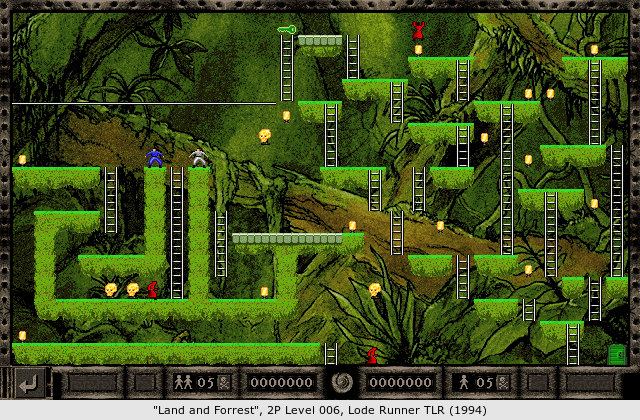 05 0000000 0000000 05
"Land and Forrest", 2P Level 006, Lode Runner TLR (1994)